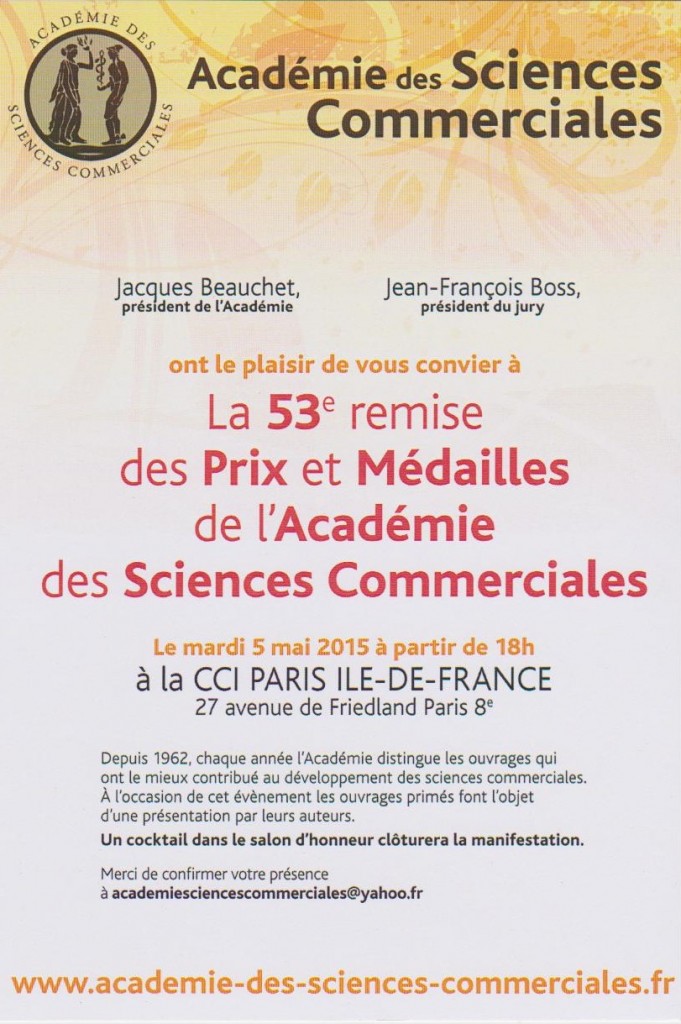 ACADÉMIE DES
SCIENCES COMMERCIALES
Académie des Sciences
Commerciales
Jacques Beauchet,
président de l'Académie
Jean-François Boss,
président du jury
ont le plaisir de vous convier à
La 53e remise
des Prix et Médailles
de l'Académie
des Sciences Commerciales
Le mardi 5 mai 2015 à partir de 18h
à la CCI PARIS ILE-DE-FRANCE
27 avenue de Friedland Paris 8e
Depuis 1962, chaque année l'Académie distingue les ouvrages qui
ont le mieux contribué au développement des sciences commerciales.
À l'occasion de cet évènement les ouvrages primés font l'objet
d'une présentation par leurs auteurs.
Un cocktail dans le salon d'honneur clôturera la manifestation.
Merci de confirmer votre présence
à academiesciencescommerciales@yahoo.fr
www.academie-des-sciences-commerciales.fr